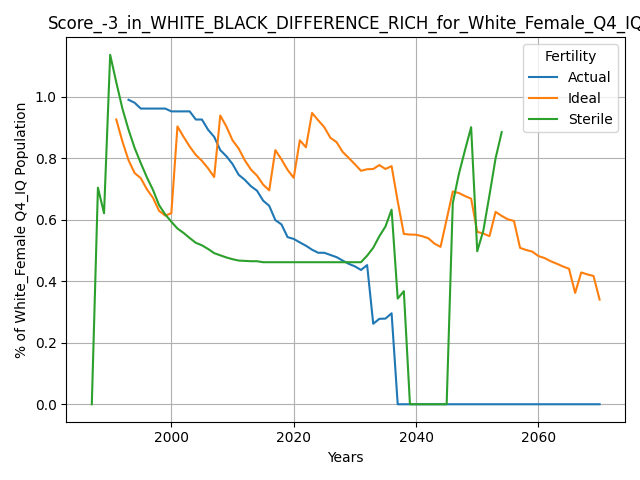 Score_-3_in_WHITE_BLACK_DIFFERENCE_RICH_for_White_Female_Q4_IQ
% of White_Female Q4_IQ Population
1.0
0.8
0.6
0.4
0.2
0.0
Fertility
Actual
Ideal
Sterile
2000
2020
2040
2060
Years